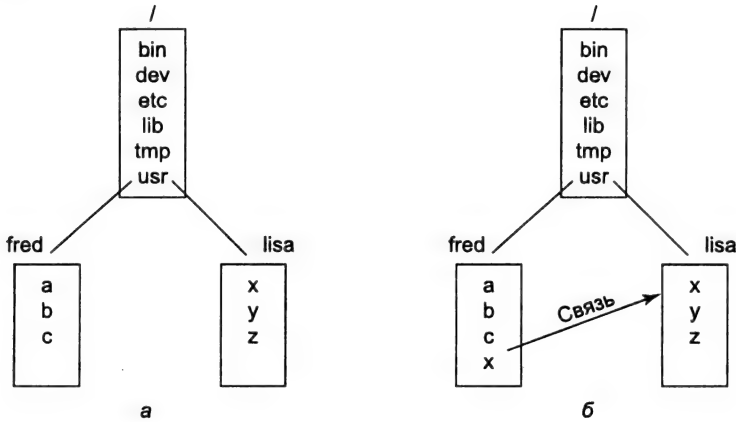 /
bin
dev
etc
lib
tmp
usr
fred
lisa
a
b
c
x
y
z
а
/
bin
dev
etc
lib
tmp
usr
fred
lisa
a
b
c
x
Связь
x
y
z
б